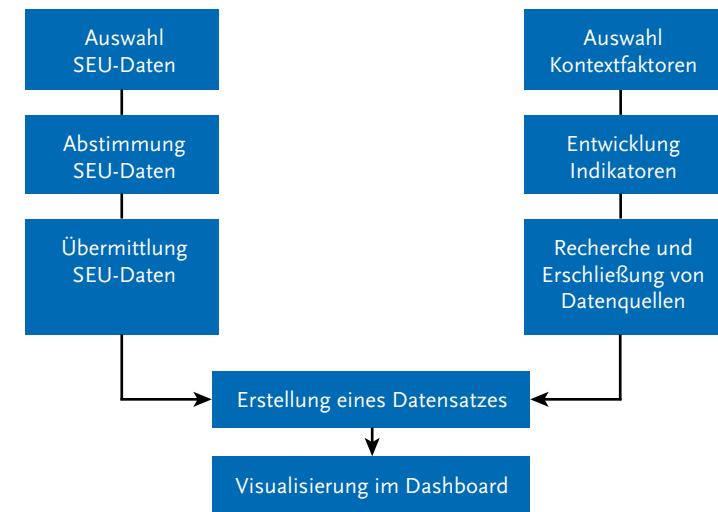 Auswahl
SEU-Daten
Abstimmung
SEU-Daten
Übermittlung
SEU-Daten
Auswahl
Kontextfaktoren
Entwicklung
Indikatoren
Recherche und
Erschließung von
Datenquellen
Erstellung eines Datensatzes
Visualisierung im Dashboard